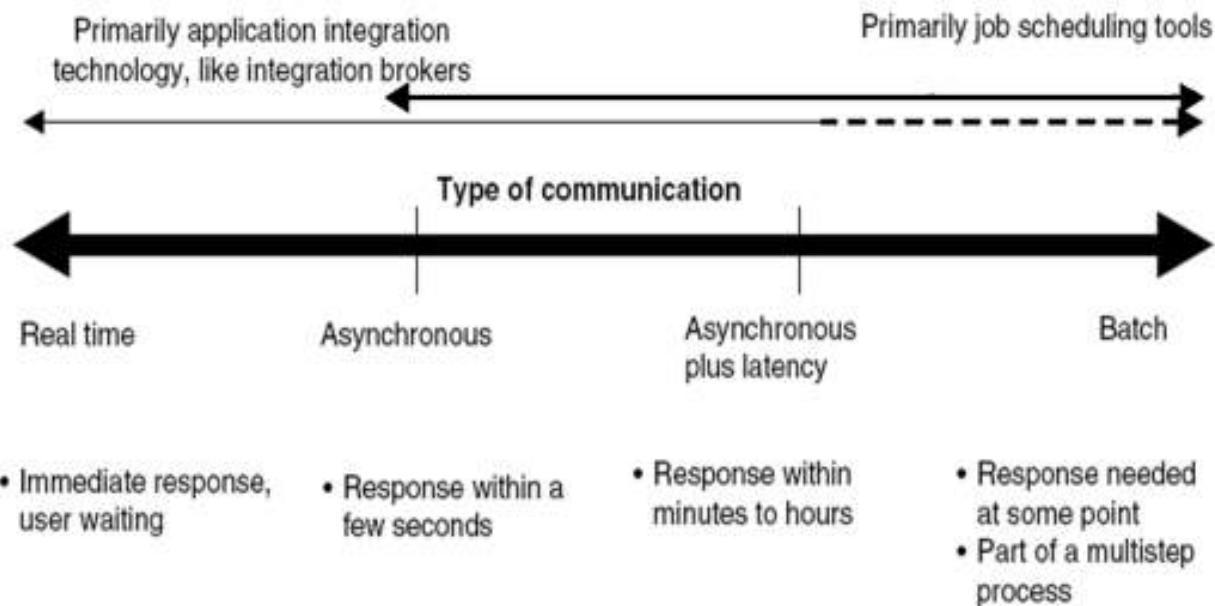 Primarily application integration
technology, like integration brokers
Primarily job scheduling tools
Type of communication
Real time
Asynchronous
Asynchronous
plus latency
Batch
• Immediate response,
user waiting
• Response within a
few seconds
• Response within
minutes to hours
• Response needed
at some point
• Part of a multistep
process